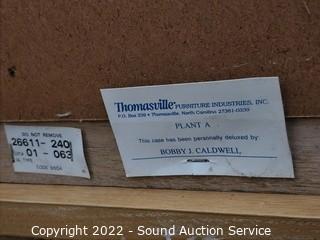 Thomasville FURNITURE INDUSTRIES, INC.
P.O. Box 339 • Thomasville, North Carolina 27361-0339
PLANT A
This case has been personally deluxed by:
BOBBY J. CALDWELL
DO NOT REMOVE
26611-240
01 - 063
Copyright 2022 - Sound Auction Service